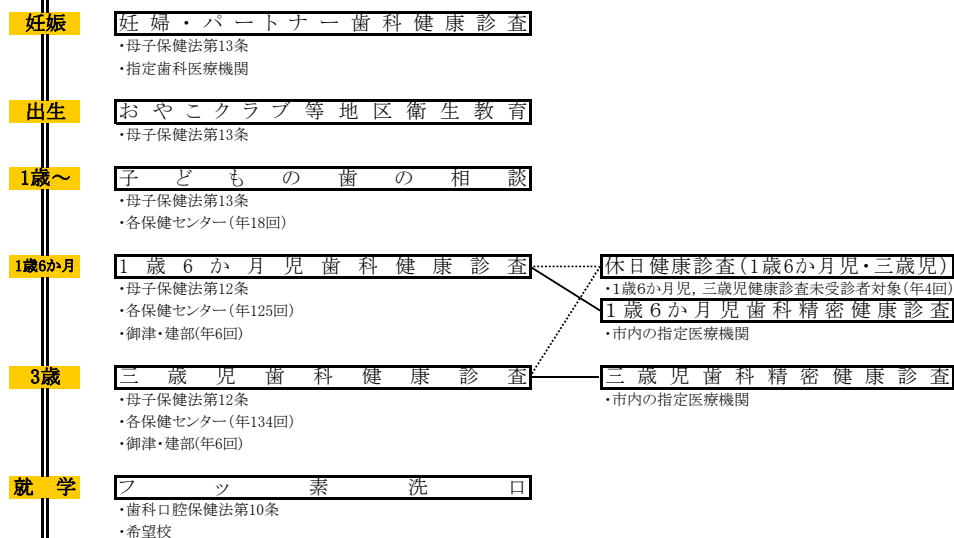 妊娠
妊婦・パートナー歯科健康診査
・母子保健法第13条
・指定歯科医療機関
出生
おやこクラブ等地区衛生教育
・母子保健法第13条
1歳～
子どもの歯の相談
・母子保健法第13条
・各保健センター(年18回)
1歳6か月
1歳6か月児歯科健康診査
・母子保健法第12条
・各保健センター(年125回)
・御津・建部(年6回)
休日健康診査(1歳6か月児・三歳児)
・1歳6か月児，三歳児健康診査未受診者対象(年4回)
1歳6か月児歯科精密健康診査
・市内の指定医療機関
3歳
三歳児歯科健康診査
・母子保健法第12条
・各保健センター(年134回)
・御津・建部(年6回)
三歳児歯科精密健康診査
・市内の指定医療機関
就　学
フッ素洗口
・歯科口腔保健法第10条
・希望校